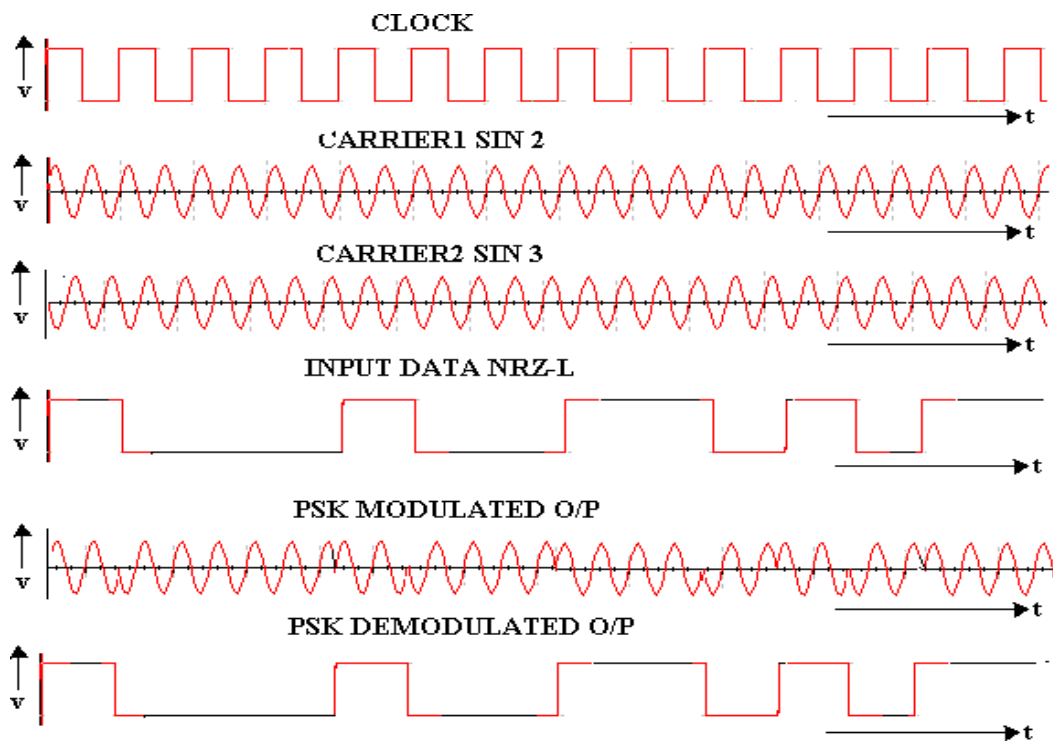 CLOCK
v
t
CARRIER1 SIN 2
v
t
CARRIER2 SIN 3
v
t
INPUT DATA NRZ-L
v
t
PSK MODULATED O/P
v
t
PSK DEMODULATED O/P
v
t